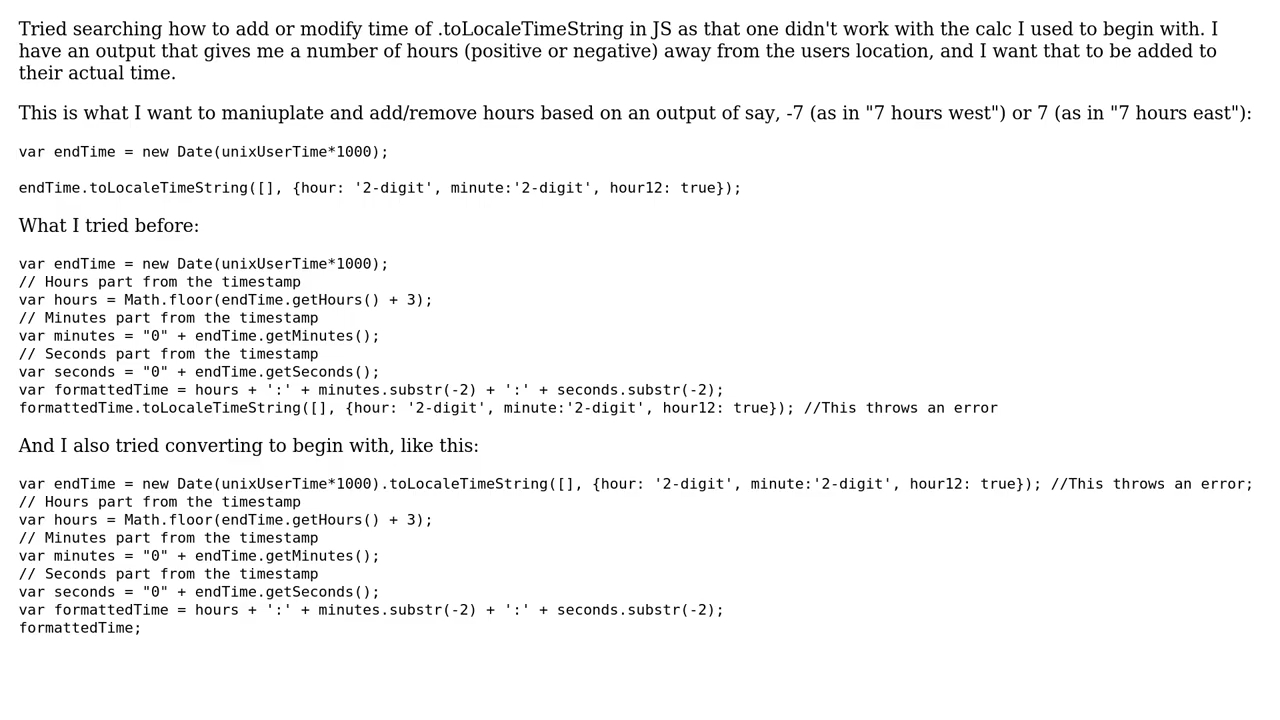 Tried searching how to add or modify time of .toLocaleTimeString in JS as that one didn't work with the calc I used to begin with. I
have an output that gives me a number of hours (positive or negative) away from the users location, and I want that to be added to
their actual time.
This is what I want to maniuplate and add/remove hours based on an output of say, -7 (as in "7 hours west") or 7 (as in "7 hours east"):
var endTime = new Date(unixUserTime*1000);
endTime.toLocaleTimeString([], {hour: '2-digit', minute:'2-digit', hour12: true});
What I tried before:
var endTime = new Date(unixUserTime*1000);
// Hours part from the timestamp
var hours = Math.floor(endTime.getHours() + 3);
// Minutes part from the timestamp
var minutes = "0" + endTime.getMinutes();
// Seconds part from the timestamp
var seconds = "0" + endTime.getSeconds();
var formattedTime = hours + ':' + minutes.substr(-2) + ':' + seconds.substr(-2);
formattedTime.toLocaleTimeString([], {hour: '2-digit', minute:'2-digit', hour12: true}); //This throws an error
And I also tried converting to begin with, like this:
var endTime = new Date(unixUserTime*1000).toLocaleTimeString([], {hour: '2-digit', minute:'2-digit', hour12: true}); //This throws an error;
// Hours part from the timestamp
var hours = Math.floor(endTime.getHours() + 3);
// Minutes part from the timestamp
var minutes = "0" + endTime.getMinutes();
// Seconds part from the timestamp
var seconds = "0" + endTime.getSeconds();
var formattedTime = hours + ':' + minutes.substr(-2) + ':' + seconds.substr(-2);
formattedTime;